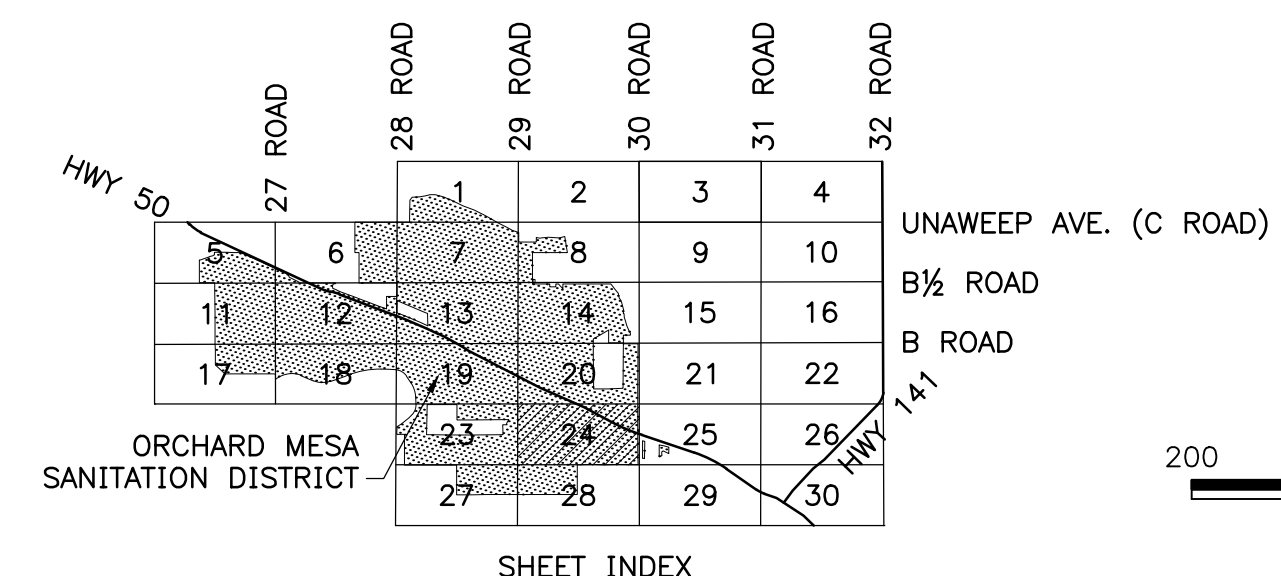 28 ROAD
29 ROAD
30 ROAD
31 ROAD
32 ROAD
27 ROAD
HWY 50
1 2 3 4
UNAWEEP AVE. (C ROAD)
5 6 7 8 9 10
B½ ROAD
11 12 13 14 15 16
B ROAD
17 18 19 20 21 22
HWY 141
23 24 25 26
ORCHARD MESA
SANITATION DISTRICT
27 28 29 30
200
SHEET INDEX